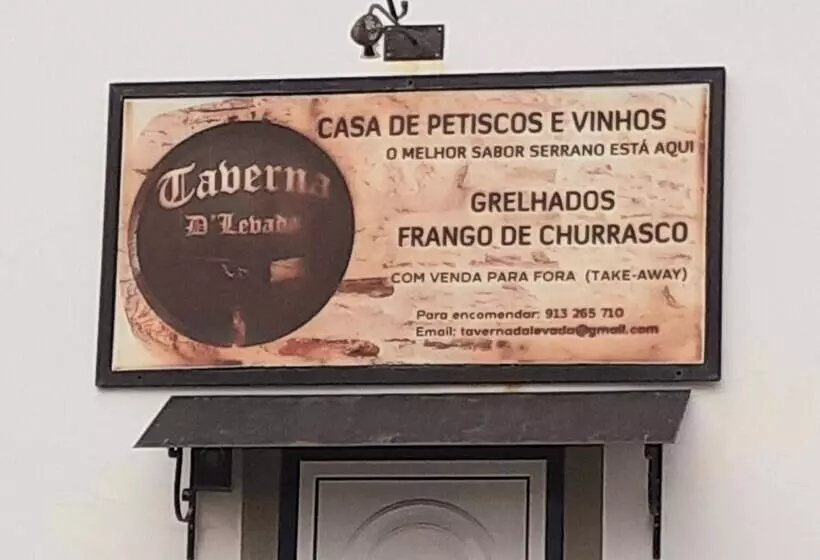 Taverna
D'Levada
CASA DE PETISCOS E VINHOS
O MELHOR SABOR SERRANO ESTÁ AQUI
GRELHADOS
FRANGO DE CHURRASCO
COM VENDA PARA FORA (TAKE-AWAY)
Para encomendar: 913 265 710
Email: tavernadalevada@gmail.com